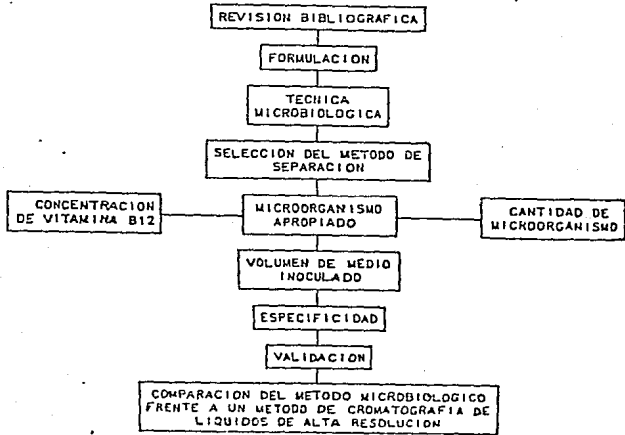 REVISION BIBLIOGRAFICA
FORMULACION
TECNICA
MICROBIOLOGICA
SELECCION DEL METODO DE
SEPARACION
CONCENTRACION
DE VITAMINA B12
MICROORGANISMO
APROPIADO
CANTIDAD DE
MICROORGANISMO
VOLUMEN DE MEDIO
INOCULADO
ESPECIFICIDAD
VALIDACION
COMPARACION DEL METODO MICROBIOLOGICO
FRENTE A UN METODO DE CROMATOGRAFIA DE
LIQUIDOS DE ALTA RESOLUCION